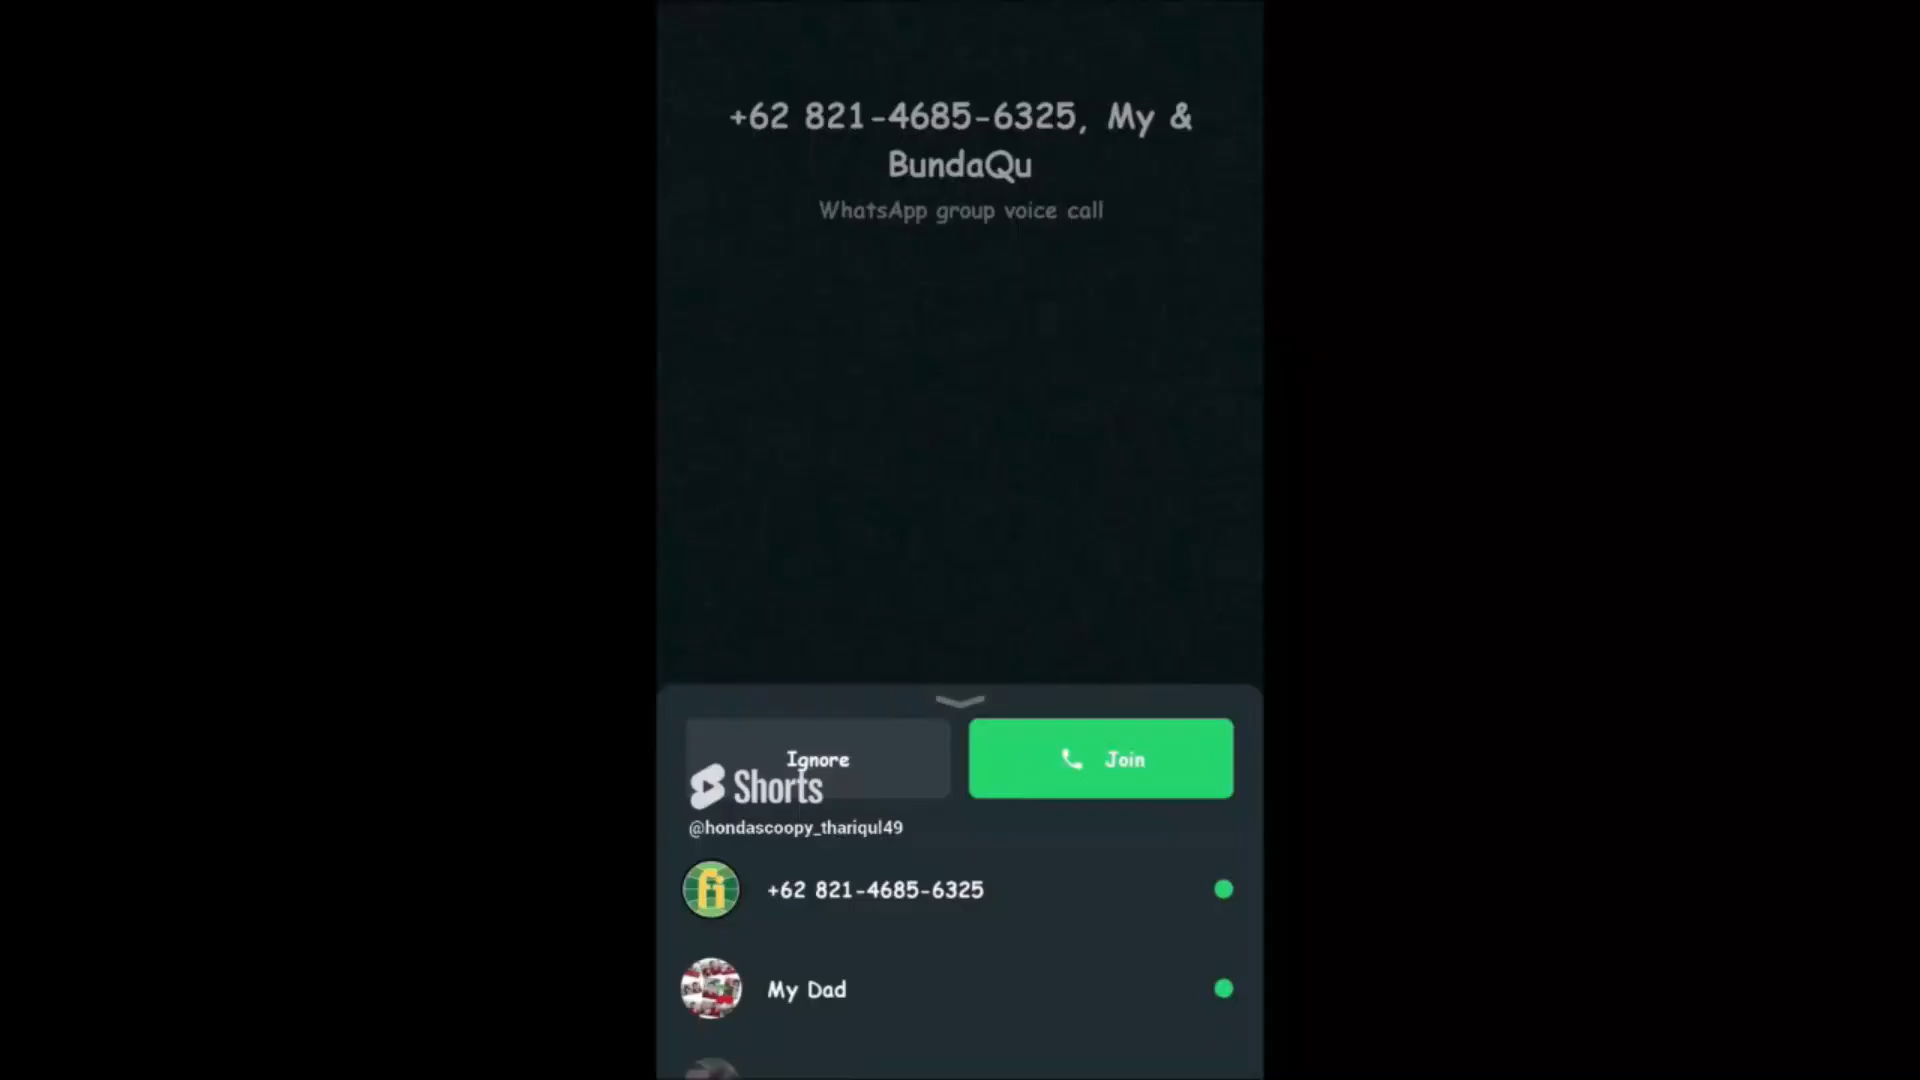 +62 821-4685-6325, My &
BundaQu
WhatsApp group voice call
Ignore
Join
Shorts
@hondascoopy_thariqul49
+62 821-4685-6325
My Dad